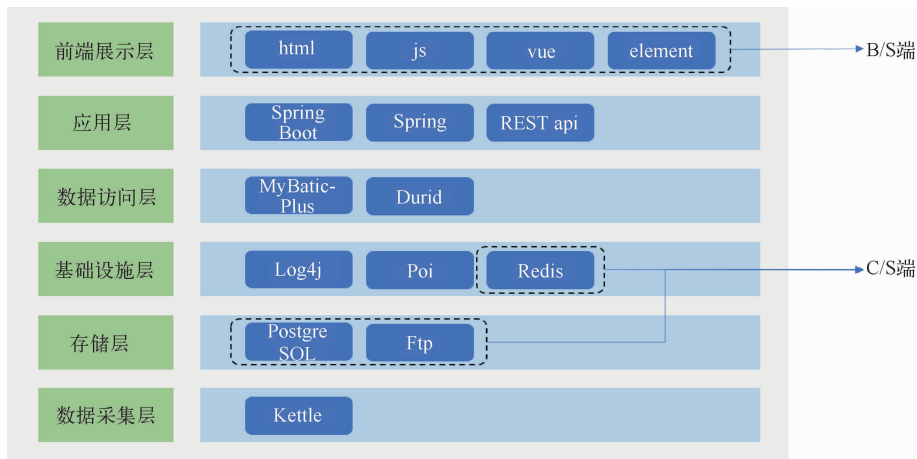 前端展示层
html
js
vue
element
B/S端
应用层
Spring
Boot
Spring
REST api
数据访问层
MyBatic-
Plus
Durid
基础设施层
Log4j
Poi
Redis
C/S端
存储层
Postgre
SOL
Ftp
数据采集层
Kettle